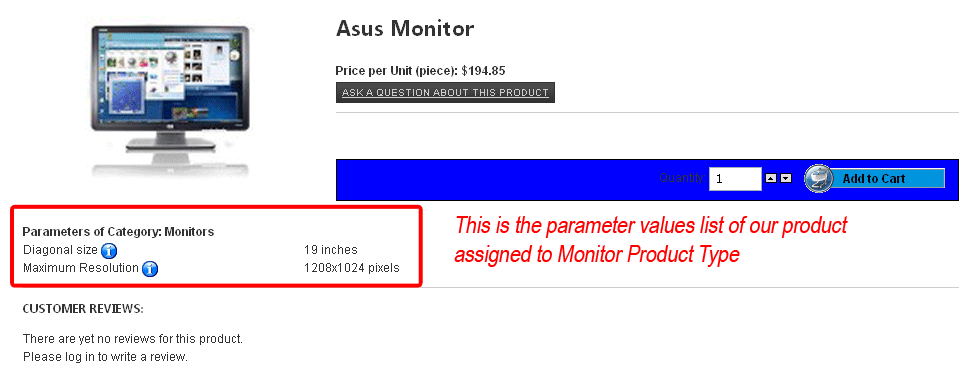 Asus Monitor
Price per Unit (piece): $194.85
ASK A QUESTION ABOUT THIS PRODUCT
Quantity: 1 Add to Cart
Parameters of Category: Monitors
Diagonal size i 19 inches
Maximum Resolution i 1208x1024 pixels
This is the parameter values list of our product
assigned to Monitor Product Type
CUSTOMER REVIEWS:
There are yet no reviews for this product.
Please log in to write a review.